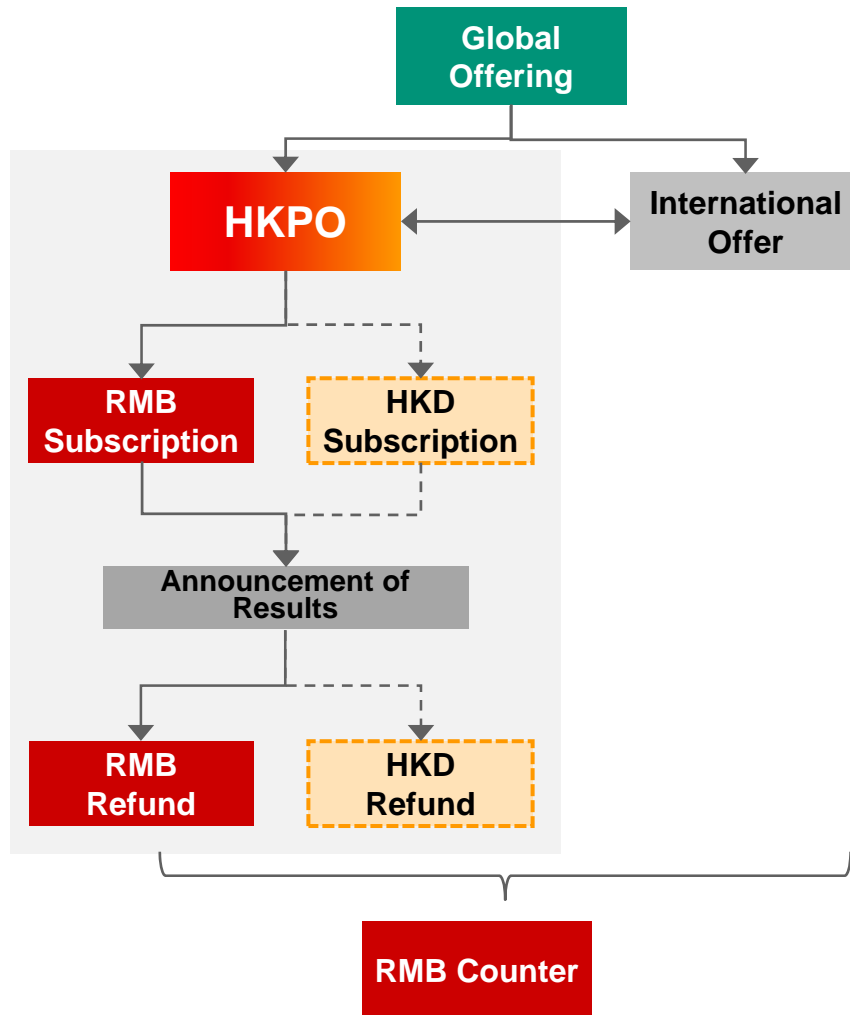 Global
Offering
HKPO
International
Offer
RMB
Subscription
HKD
Subscription
Announcement of
Results
RMB
Refund
HKD
Refund
RMB Counter